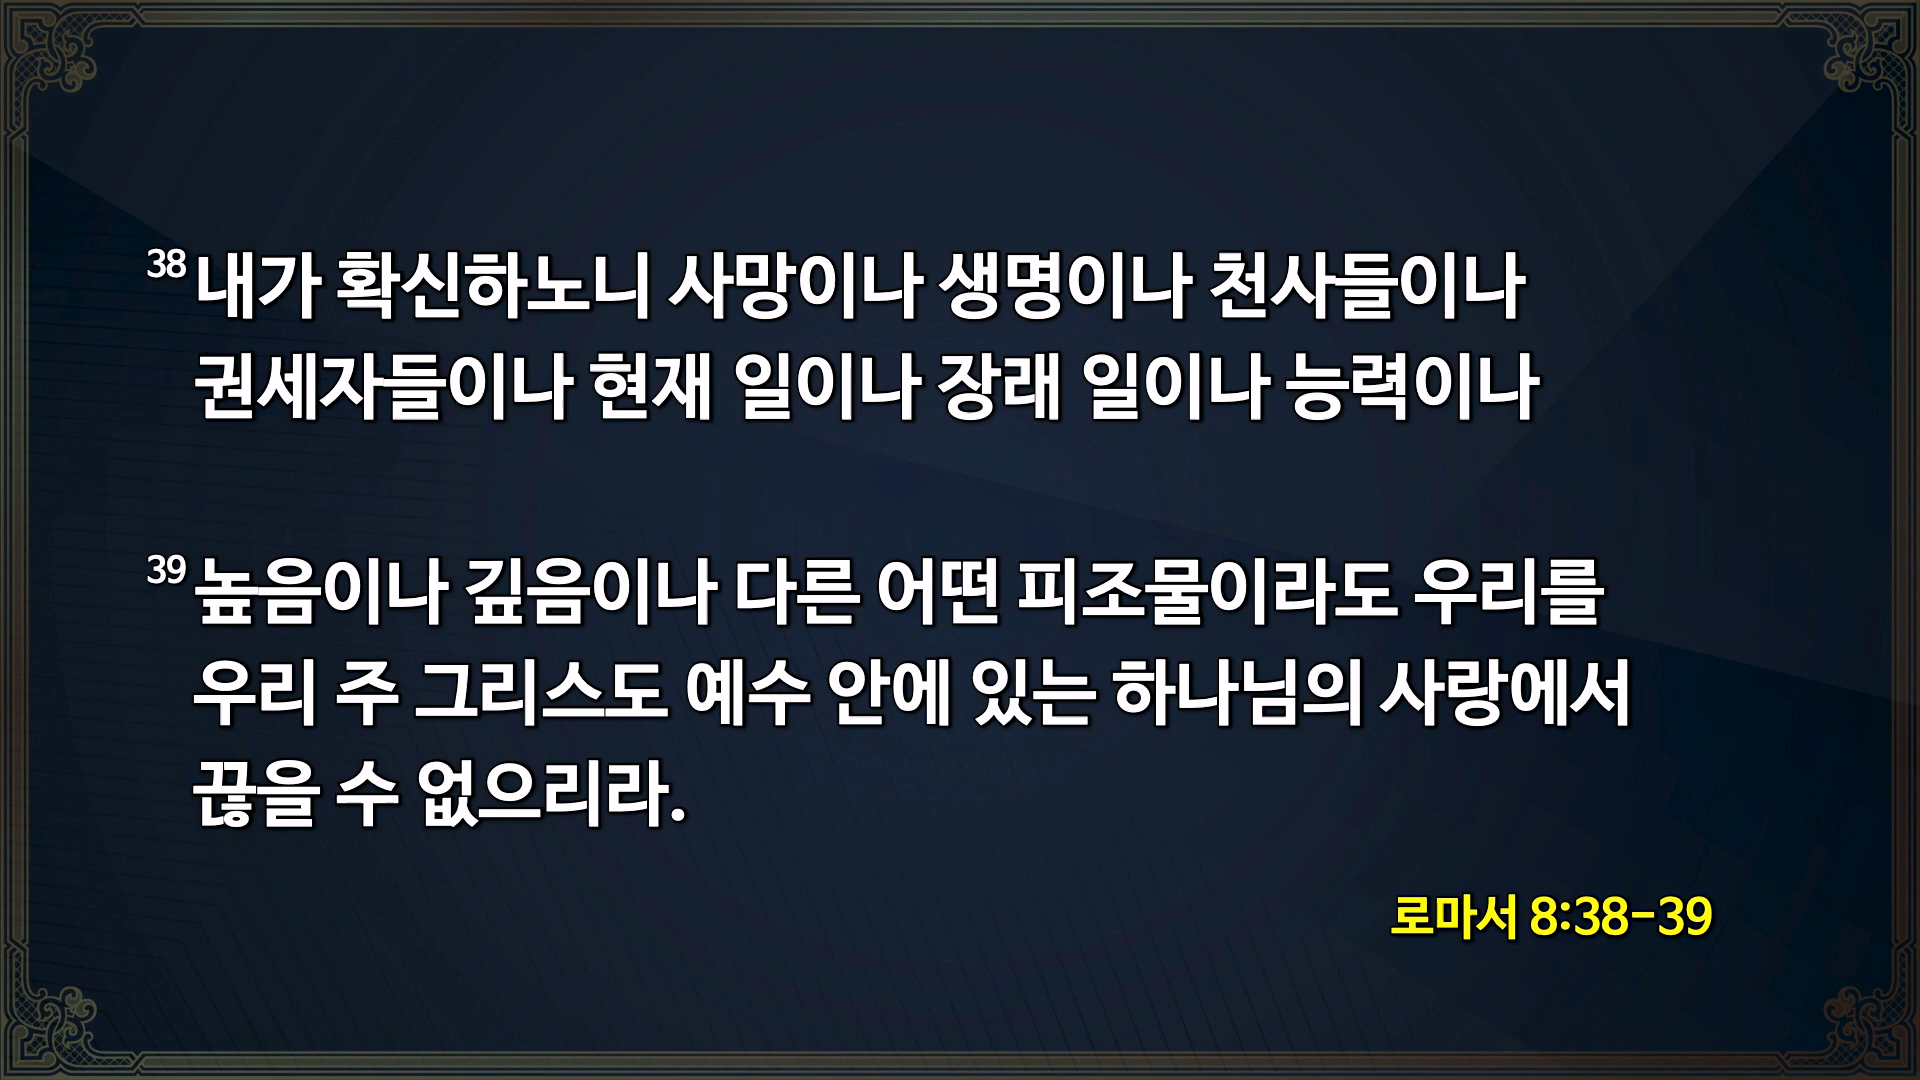 38 내가 확신하노니 사망이나 생명이나 천사들이나
권세자들이나 현재 일이나 장래 일이나 능력이나
39 높음이나 깊음이나 다른 어떤 피조물이라도 우리를
우리 주 그리스도 예수 안에 있는 하나님의 사랑에서
끊을 수 없으리라.
로마서 8:38-39